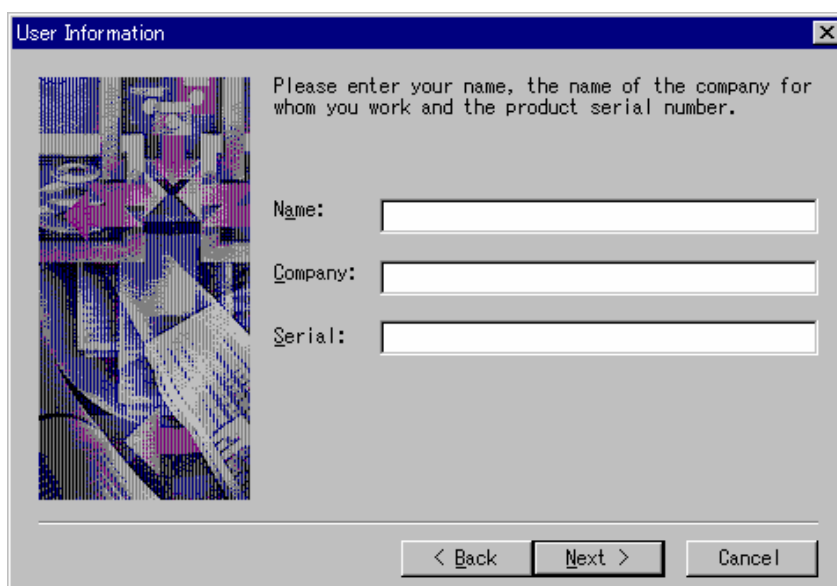 User Information
Please enter your name, the name of the company for
whom you work and the product serial number.
Name:
Company:
Serial:
< Back
Next >
Cancel